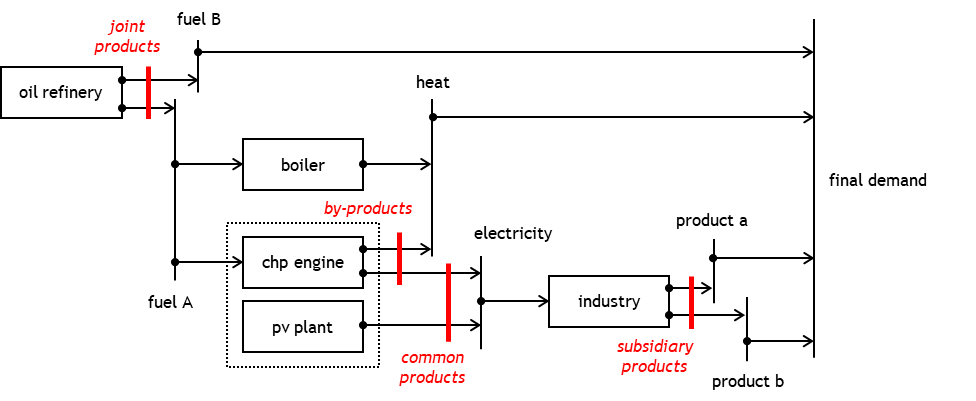 joint
products
fuel B
oil refinery
heat
boiler
final demand
by-products
product a
electricity
chp engine
fuel A
industry
pv plant
common
products
subsidiary
products
product b